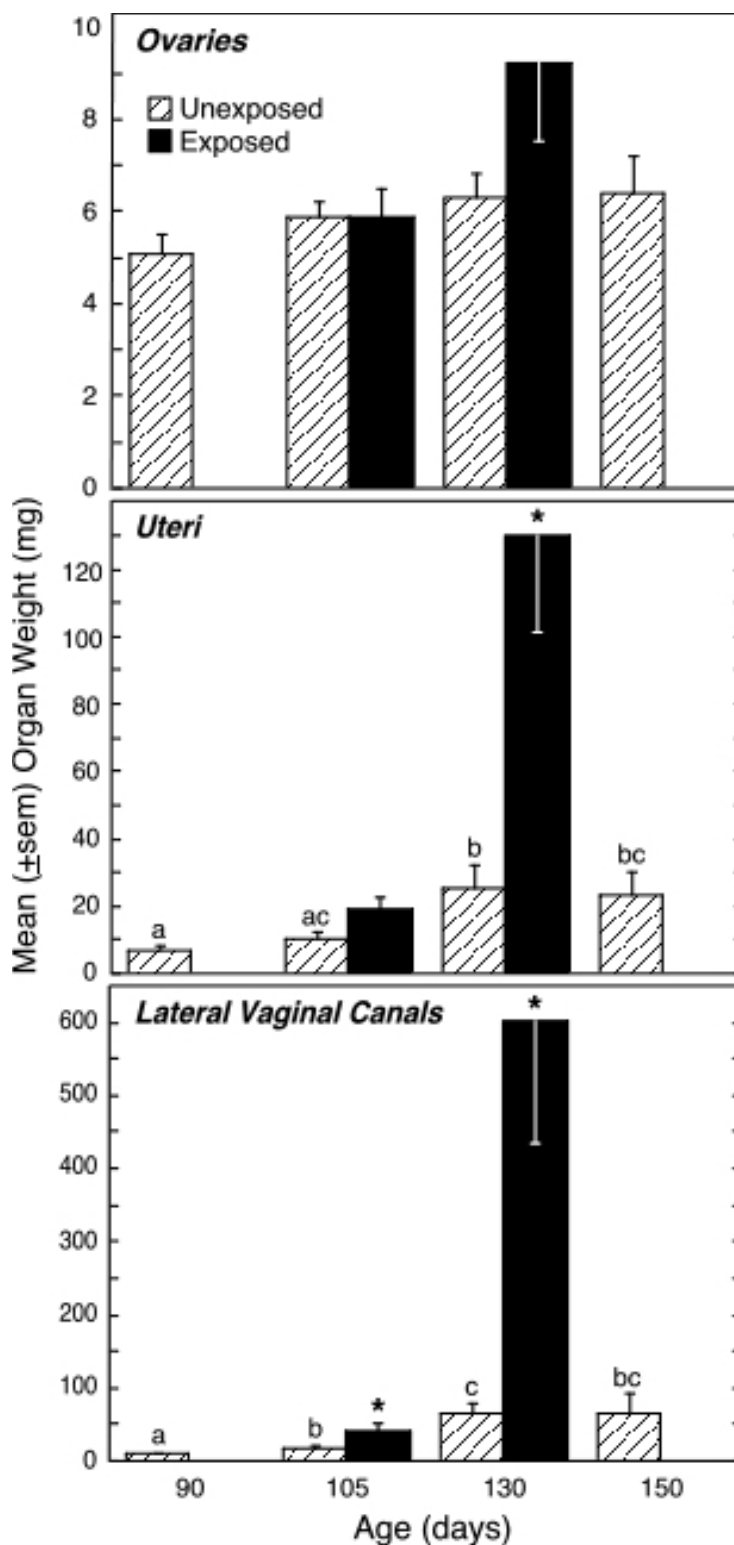 Ovaries
Unexposed
Exposed
10
8
6
4
2
0
Uteri
*
120
100
80
60
40
20
0
a
ac
b
bc
Lateral Vaginal Canals
*
600
500
400
300
200
100
0
a
b
*
c
bc
90 105 130 150
Age (days)
Mean (±sem) Organ Weight (mg)